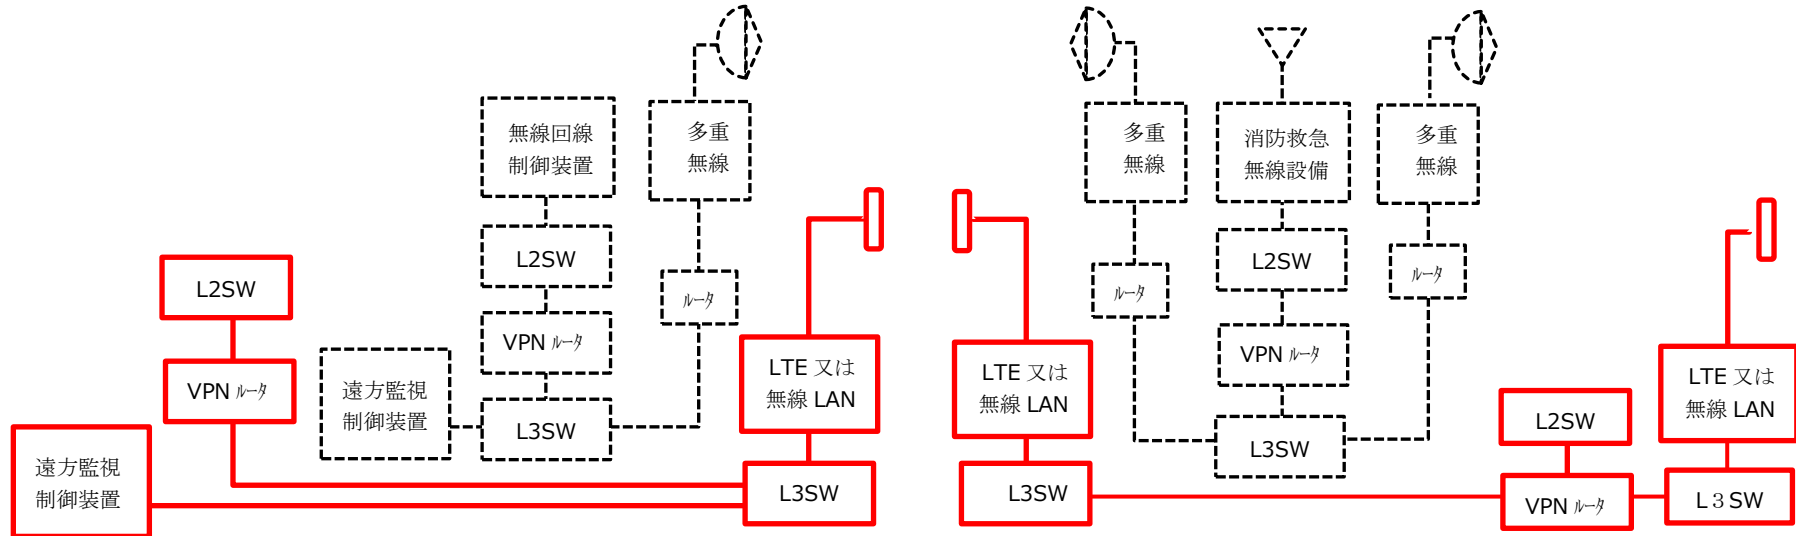 無線回線
制御装置
多重
無線
L2SW
VPN ﾙｰﾀ
L3SW
ﾙｰﾀ
遠方監視
制御装置
L2SW
VPN ﾙｰﾀ
遠方監視
制御装置
LTE 又は
無線 LAN
L3SW
多重
無線
消防救急
無線設備
多重
無線
ﾙｰﾀ
L2SW
ﾙｰﾀ
VPN ﾙｰﾀ
L3SW
LTE 又は
無線 LAN
L3SW
L2SW
VPN ﾙｰﾀ
LTE 又は
無線 LAN
L３SW